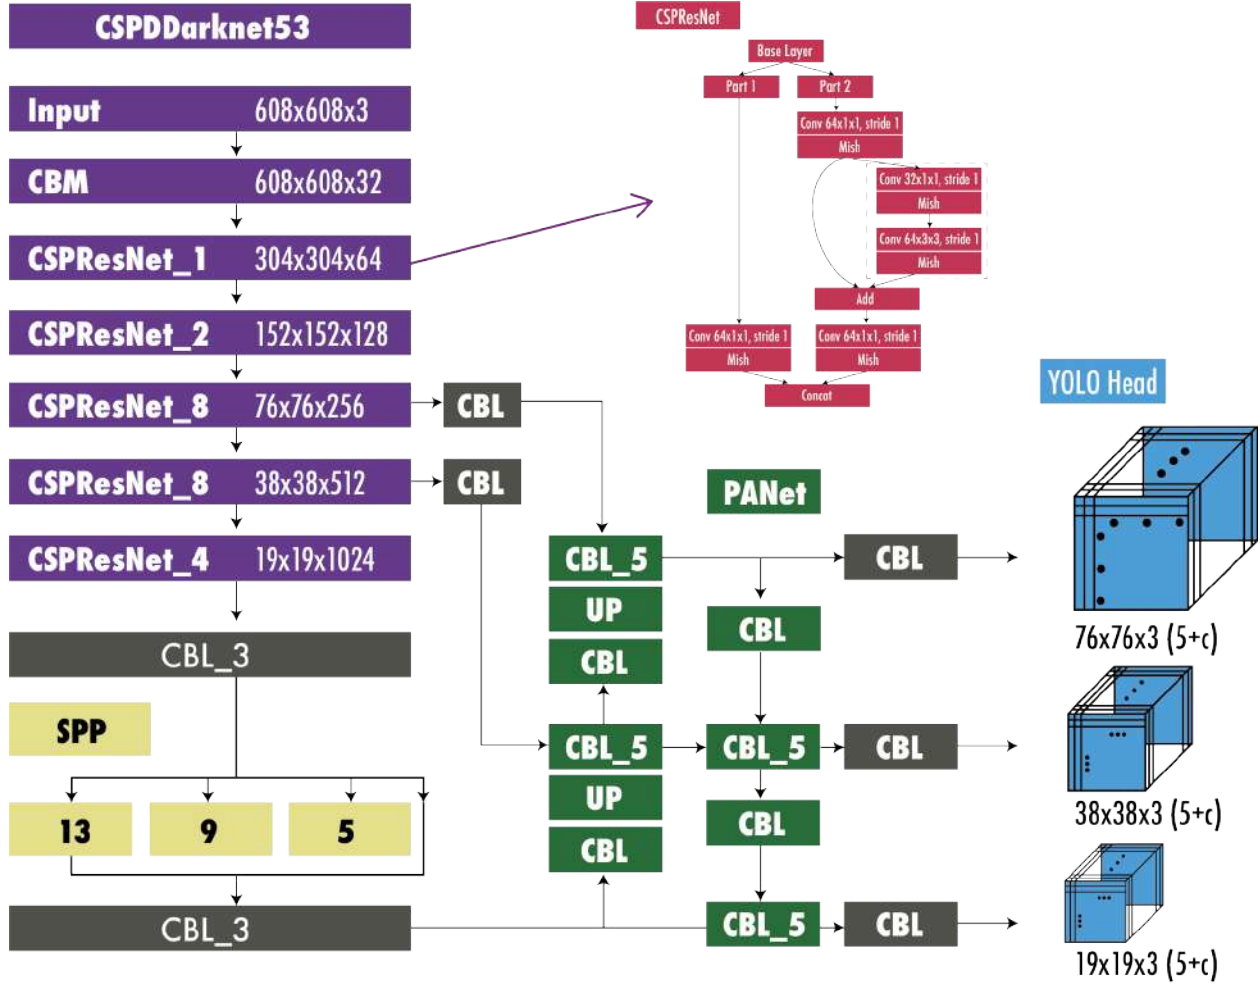 CSPDDarknet53
Input 608x608x3
CBM 608x608x32
CSPResNet_1 304x304x64
CSPResNet_2 152x152x128
CSPResNet_8 76x76x256
CSPResNet_8 38x38x512
CSPResNet_4 19x19x1024
CBL_3
SPP
13 9 5
CBL_3
CBL
CBL
CSPResNet
Base Layer
Part 1 Part 2
Conv 64x1x1, stride 1
Mish
Conv 32x1x1, stride 1
Mish
Conv 64x3x3, stride 1
Mish
Add
Conv 64x1x1, stride 1 Conv 64x1x1, stride 1
Mish Mish
Concat
PANet
CBL_5 CBL
UP
CBL CBL
CBL_5 CBL_5 CBL
UP
CBL CBL
CBL_5 CBL
YOLO Head
76x76x3 (5+c)
38x38x3 (5+c)
19x19x3 (5+c)